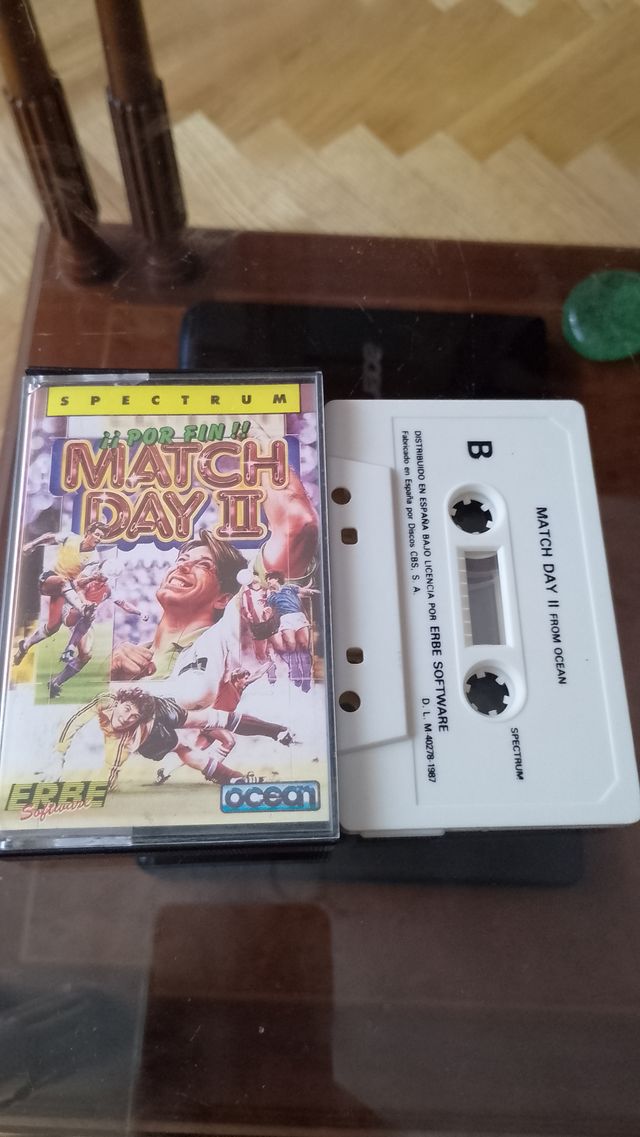 SPECTRUM
¡¡ POR FIN !!
MATCH
DAY II
ERBE
Software
ocean
B
MATCH DAY II FROM OCEAN
SPECTRUM
DISTRIBUIDO EN ESPAÑA BAJO LICENCIA POR ERBE SOFTWARE
Fabricado en España por Discos CBS, S. A.
D. L. M-40278-1987